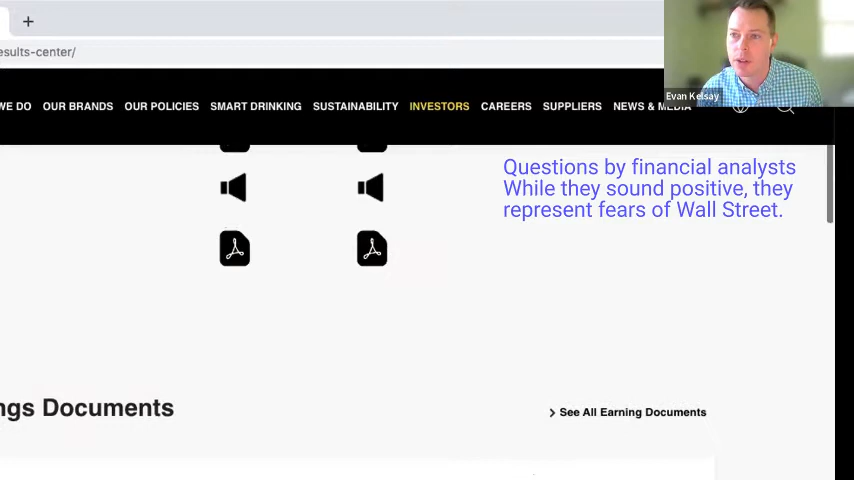 esults-center/
Evan Kelsay
WE DO OUR BRANDS OUR POLICIES SMART DRINKING SUSTAINABILITY INVESTORS CAREERS SUPPLIERS NEWS & MEDIA
Questions by financial analysts
While they sound positive, they
represent fears of Wall Street.
ngs Documents
See All Earning Documents